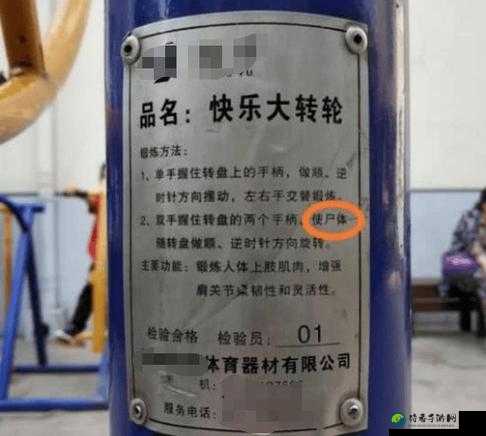 品名：快乐大转轮
锻炼方法：
1、单手握住转盘上的手柄，做顺、逆
时针方向摆动，左右手交替锻炼。
2、双手握住转盘的两个手柄，使尸体
随转盘做顺、逆时针方向旋转。
主要功能：锻炼人体上肢肌肉，增强
肩关节柔韧性和灵活性。
检验合格 检验员：01
体育器材有限公司
机：
服务电话：